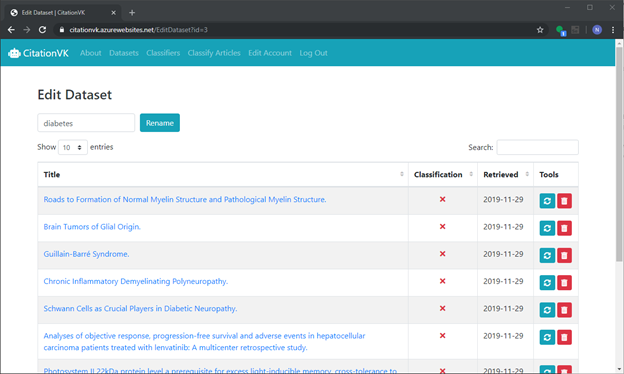 Edit Dataset | CitationVK
citationvk.azurewebsites.net/EditDataset?id=3
N
CitationVK About Datasets Classifiers Classify Articles Edit Account Log Out
Edit Dataset
diabetes Rename
Show 10 entries Search:
Title Classification Retrieved Tools
Roads to Formation of Normal Myelin Structure and Pathological Myelin Structure. 2019-11-29
Brain Tumors of Glial Origin. 2019-11-29
Guillain-Barré Syndrome. 2019-11-29
Chronic Inflammatory Demyelinating Polyneuropathy. 2019-11-29
Schwann Cells as Crucial Players in Diabetic Neuropathy. 2019-11-29
Analyses of objective response, progression-free survival and adverse events in hepatocellular 2019-11-29
carcinoma patients treated with lenvatinib: A multicenter retrospective study.
Photosystem II 22kDa protein level a prerequisite for excess light-inducible memory, cross-tolerance to 2019-11-29